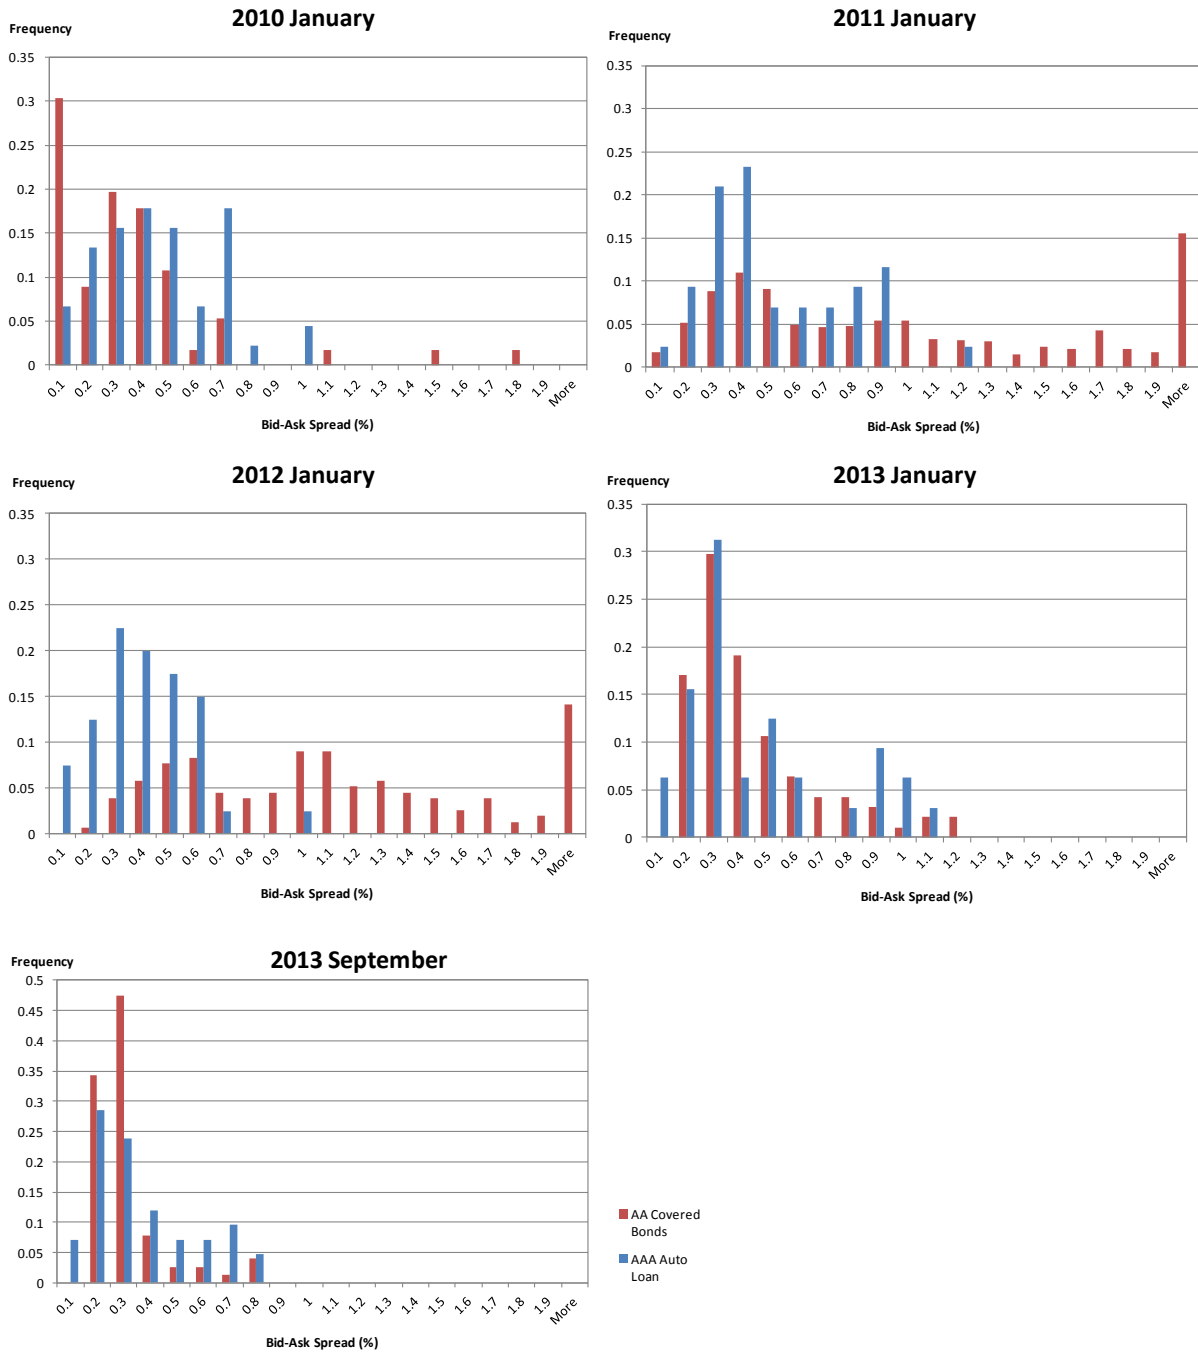 2010 January
Frequency
0.35
0.3
0.25
0.2
0.15
0.1
0.05
0
0.1 0.2 0.3 0.4 0.5 0.6 0.7 0.8 0.9 1 1.1 1.2 1.3 1.4 1.5 1.6 1.7 1.8 1.9 More
Bid-Ask Spread (%)
2011 January
Frequency
0.35
0.3
0.25
0.2
0.15
0.1
0.05
0
0.1 0.2 0.3 0.4 0.5 0.6 0.7 0.8 0.9 1 1.1 1.2 1.3 1.4 1.5 1.6 1.7 1.8 1.9 More
Bid-Ask Spread (%)
2012 January
Frequency
0.35
0.3
0.25
0.2
0.15
0.1
0.05
0
0.1 0.2 0.3 0.4 0.5 0.6 0.7 0.8 0.9 1 1.1 1.2 1.3 1.4 1.5 1.6 1.7 1.8 1.9 More
Bid-Ask Spread (%)
2013 January
Frequency
0.35
0.3
0.25
0.2
0.15
0.1
0.05
0
0.1 0.2 0.3 0.4 0.5 0.6 0.7 0.8 0.9 1 1.1 1.2 1.3 1.4 1.5 1.6 1.7 1.8 1.9 More
Bid-Ask Spread (%)
2013 September
Frequency
0.5
0.45
0.4
0.35
0.3
0.25
0.2
0.15
0.1
0.05
0
0.1 0.2 0.3 0.4 0.5 0.6 0.7 0.8 0.9 1 1.1 1.2 1.3 1.4 1.5 1.6 1.7 1.8 1.9 More
Bid-Ask Spread (%)
AA Covered
Bonds
AAA Auto
Loan